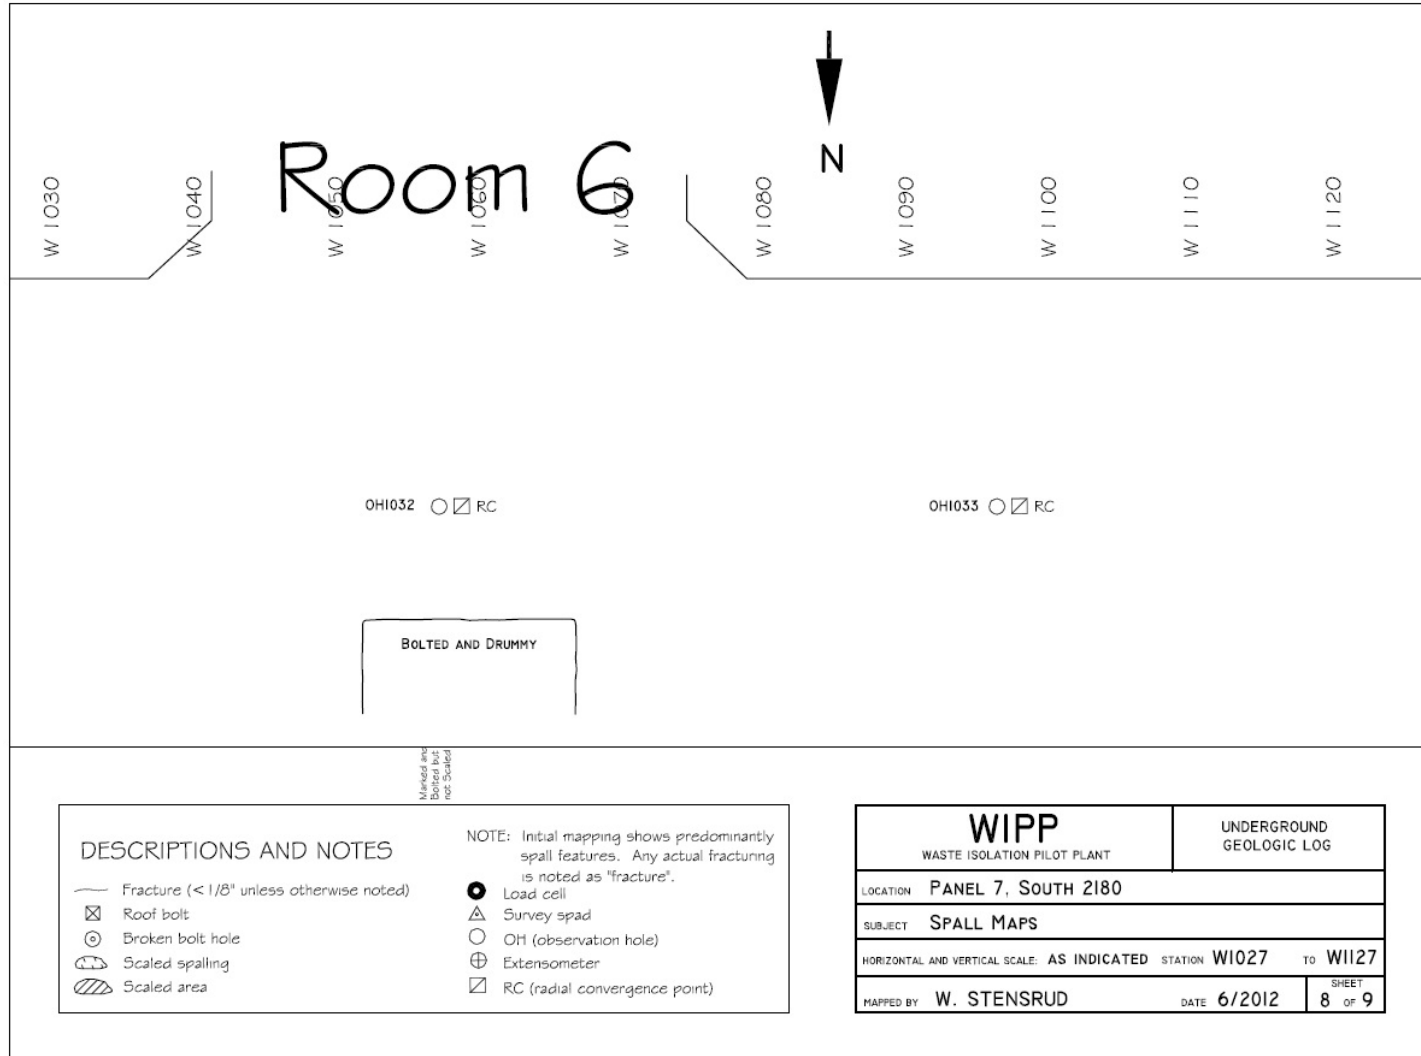 N
Room 6
W 1030
W 1040
W 1050
W 1060
W 1070
W 1080
W 1090
W 1100
W 1110
W 1120
OH1032 RC
OH1033 RC
BOLTED AND DRUMMY
Marked and
Bolted but
not Scaled
DESCRIPTIONS AND NOTES
Fracture (< 1/8" unless otherwise noted)
Roof bolt
Broken bolt hole
Scaled spalling
Scaled area
NOTE: Initial mapping shows predominantly
spall features. Any actual fracturing
is noted as "fracture".
Load cell
Survey spad
OH (observation hole)
Extensometer
RC (radial convergence point)
WIPP
WASTE ISOLATION PILOT PLANT
UNDERGROUND
GEOLOGIC LOG
LOCATION PANEL 7, SOUTH 2180
SUBJECT SPALL MAPS
HORIZONTAL AND VERTICAL SCALE: AS INDICATED STATION W1027 TO W1127
MAPPED BY W. STENSRUD DATE 6/2012
SHEET
8 OF 9